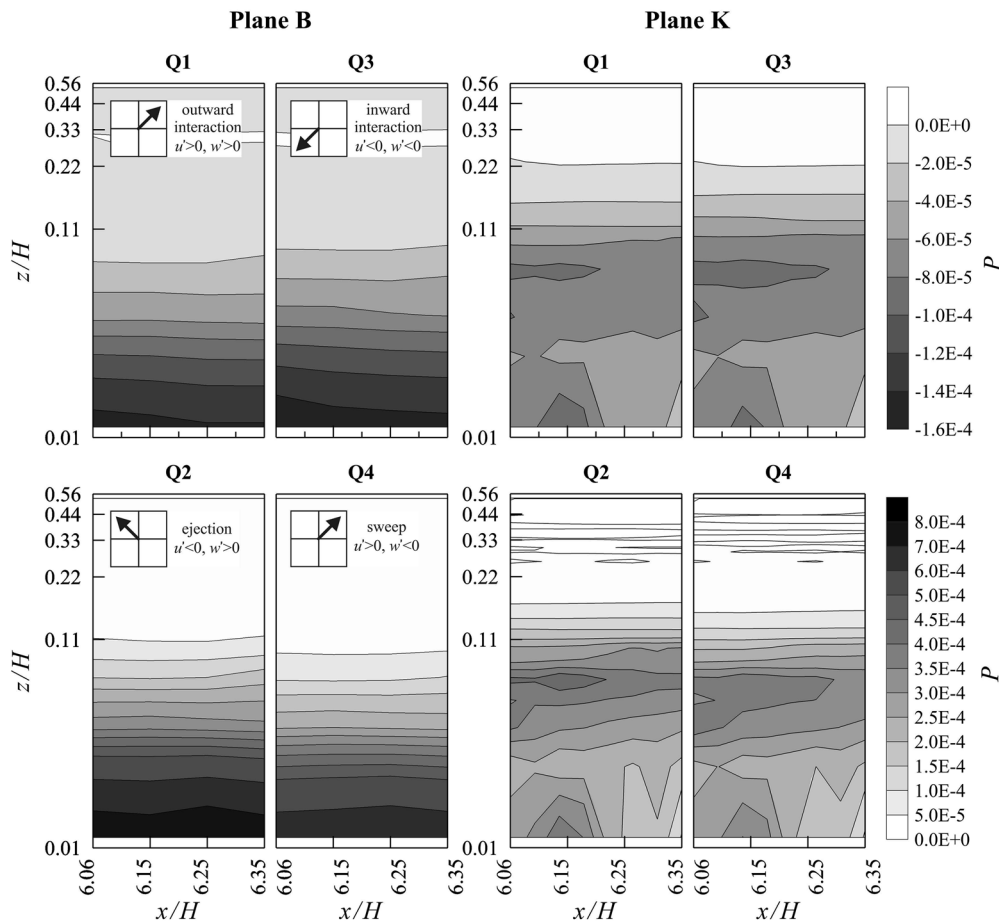 Plane B Plane K
Q1 Q3 Q1 Q3
0.56
0.44
0.33
0.22
0.11
0.01
z/H
outward
interaction
u'>0, w'>0
inward
interaction
u'<0, w'<0
6.06 6.15 6.25 6.35 6.15 6.25 6.35 6.06 6.15 6.25 6.35 6.15 6.25 6.35
0.0E+0
-2.0E-5
-4.0E-5
-6.0E-5
-8.0E-5
-1.0E-4
-1.2E-4
-1.4E-4
-1.6E-4
P
Q2 Q4 Q2 Q4
0.56
0.44
0.33
0.22
0.11
0.01
z/H
ejection
u'<0, w'>0
sweep
u'>0, w'<0
x/H x/H x/H x/H
8.0E-4
7.0E-4
6.0E-4
4.5E-4
4.0E-4
3.5E-4
3.0E-4
2.5E-4
2.0E-4
1.5E-4
1.0E-4
5.0E-5
0.0E+0
P